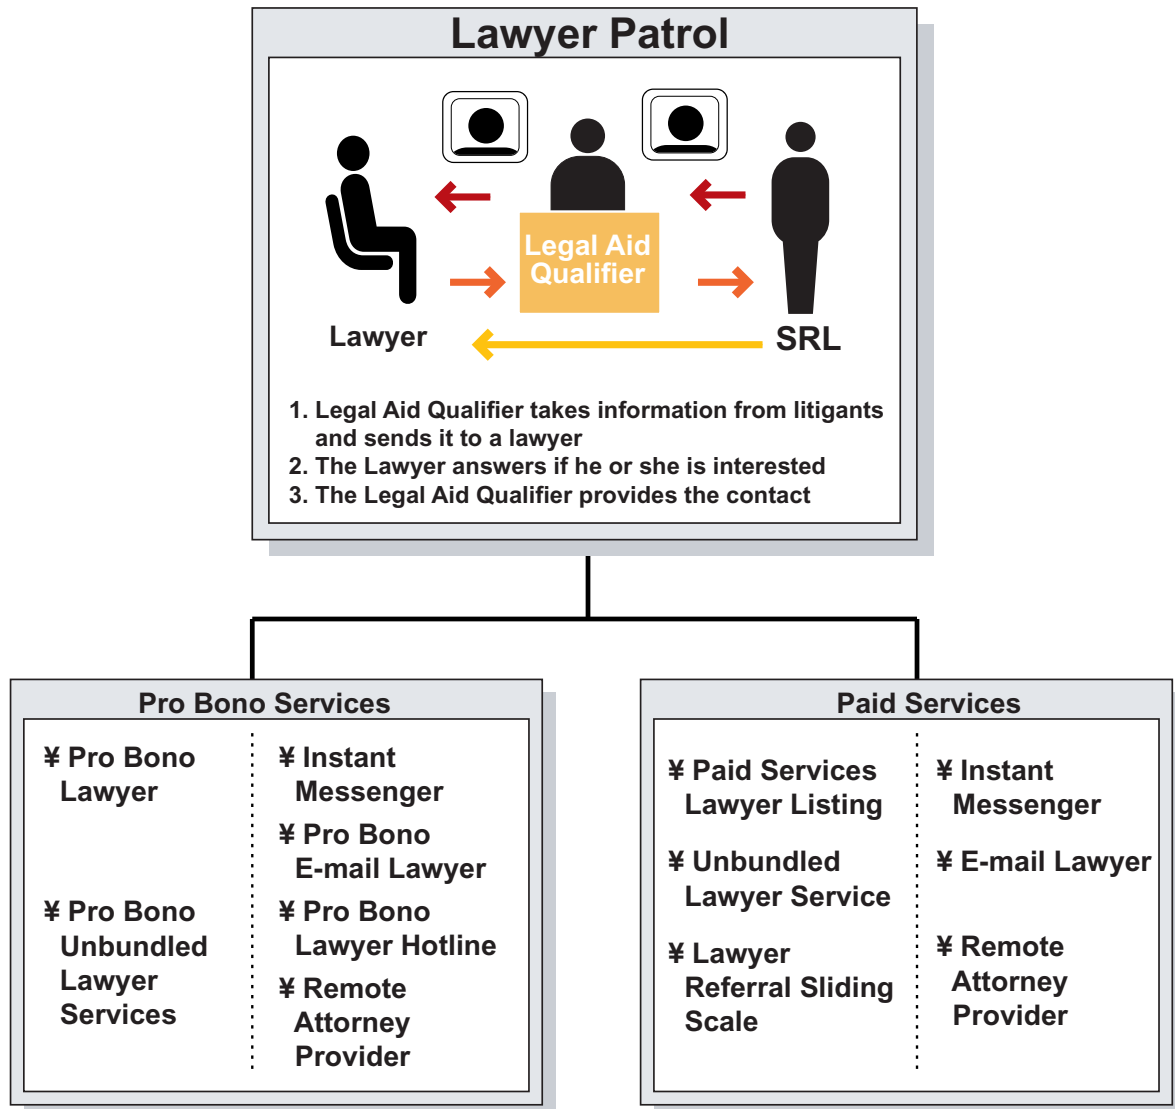 Lawyer Patrol
Legal Aid
Qualifier
Lawyer
SRL
1. Legal Aid Qualifier takes information from litigants
and sends it to a lawyer
2. The Lawyer answers if he or she is interested
3. The Legal Aid Qualifier provides the contact
Pro Bono Services
¥ Pro Bono
Lawyer
¥ Pro Bono
Unbundled
Lawyer
Services
¥ Instant
Messenger
¥ Pro Bono
E-mail Lawyer
¥ Pro Bono
Lawyer Hotline
¥ Remote
Attorney
Provider
Paid Services
¥ Paid Services
Lawyer Listing
¥ Unbundled
Lawyer Service
¥ Lawyer
Referral Sliding
Scale
¥ Instant
Messenger
¥ E-mail Lawyer
¥ Remote
Attorney
Provider